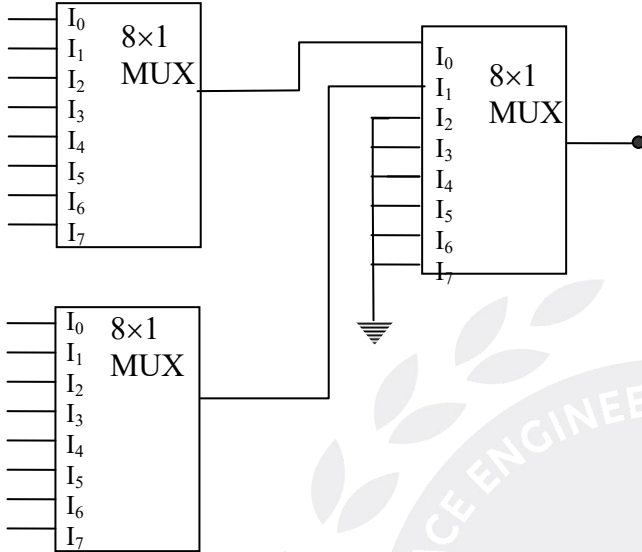 I₀
I₁
I₂
I₃
I₄
I₅
I₆
I₇
8×1
MUX
I₀
I₁
I₂
I₃
I₄
I₅
I₆
I₇
8×1
MUX
I₀
I₁
I₂
I₃
I₄
I₅
I₆
I₇
8×1
MUX